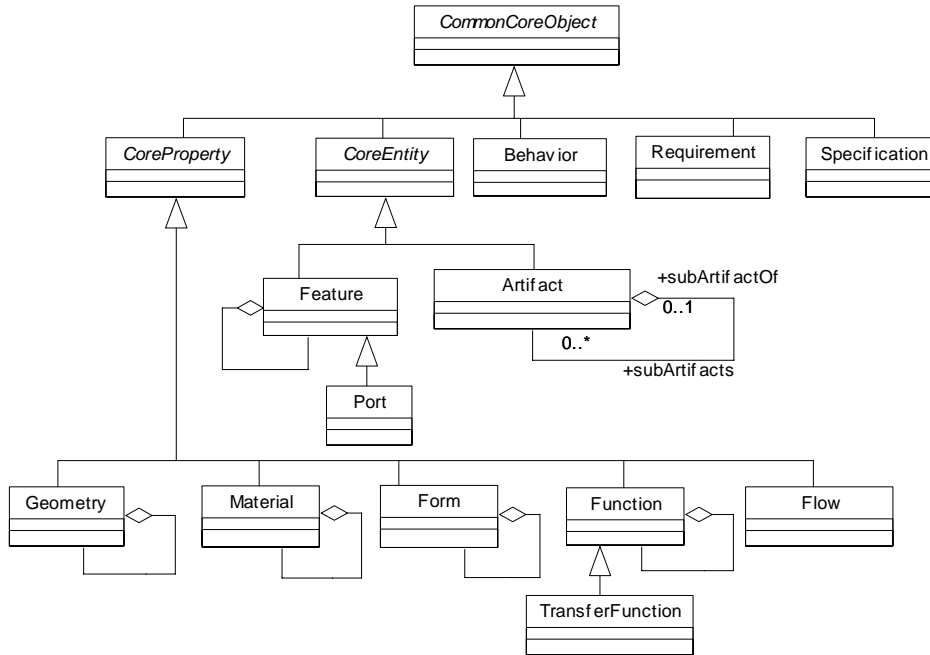 CommonCoreObject
CoreProperty
CoreEntity
Behavior
Requirement
Specification
Feature
Artifact
+subArtifactOf
0..1
0..*
+subArtifacts
Port
Geometry
Material
Form
Function
Flow
TransferFunction